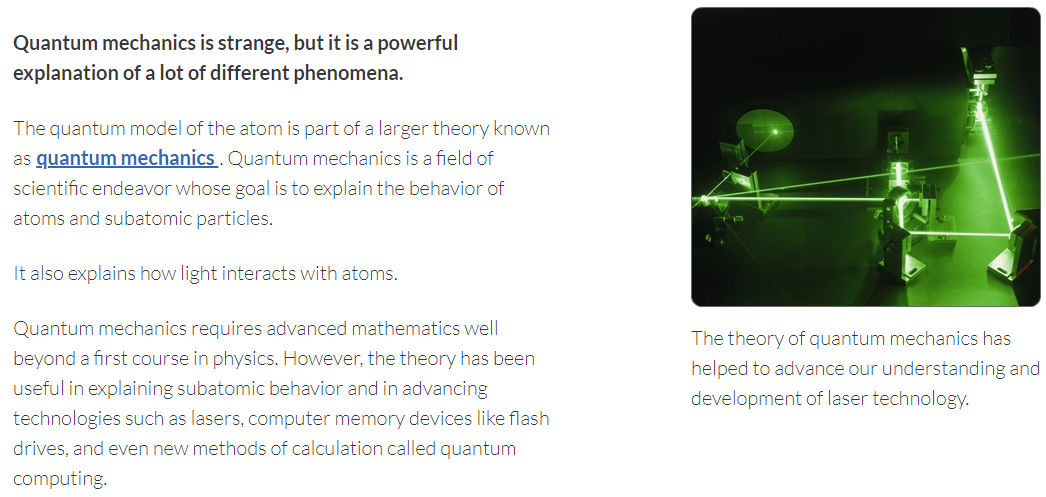 Quantum mechanics is strange, but it is a powerful
explanation of a lot of different phenomena.
The quantum model of the atom is part of a larger theory known
as quantum mechanics . Quantum mechanics is a field of
scientific endeavor whose goal is to explain the behavior of
atoms and subatomic particles.
It also explains how light interacts with atoms.
Quantum mechanics requires advanced mathematics well
beyond a first course in physics. However, the theory has been
useful in explaining subatomic behavior and in advancing
technologies such as lasers, computer memory devices like flash
drives, and even new methods of calculation called quantum
computing.
The theory of quantum mechanics has
helped to advance our understanding and
development of laser technology.